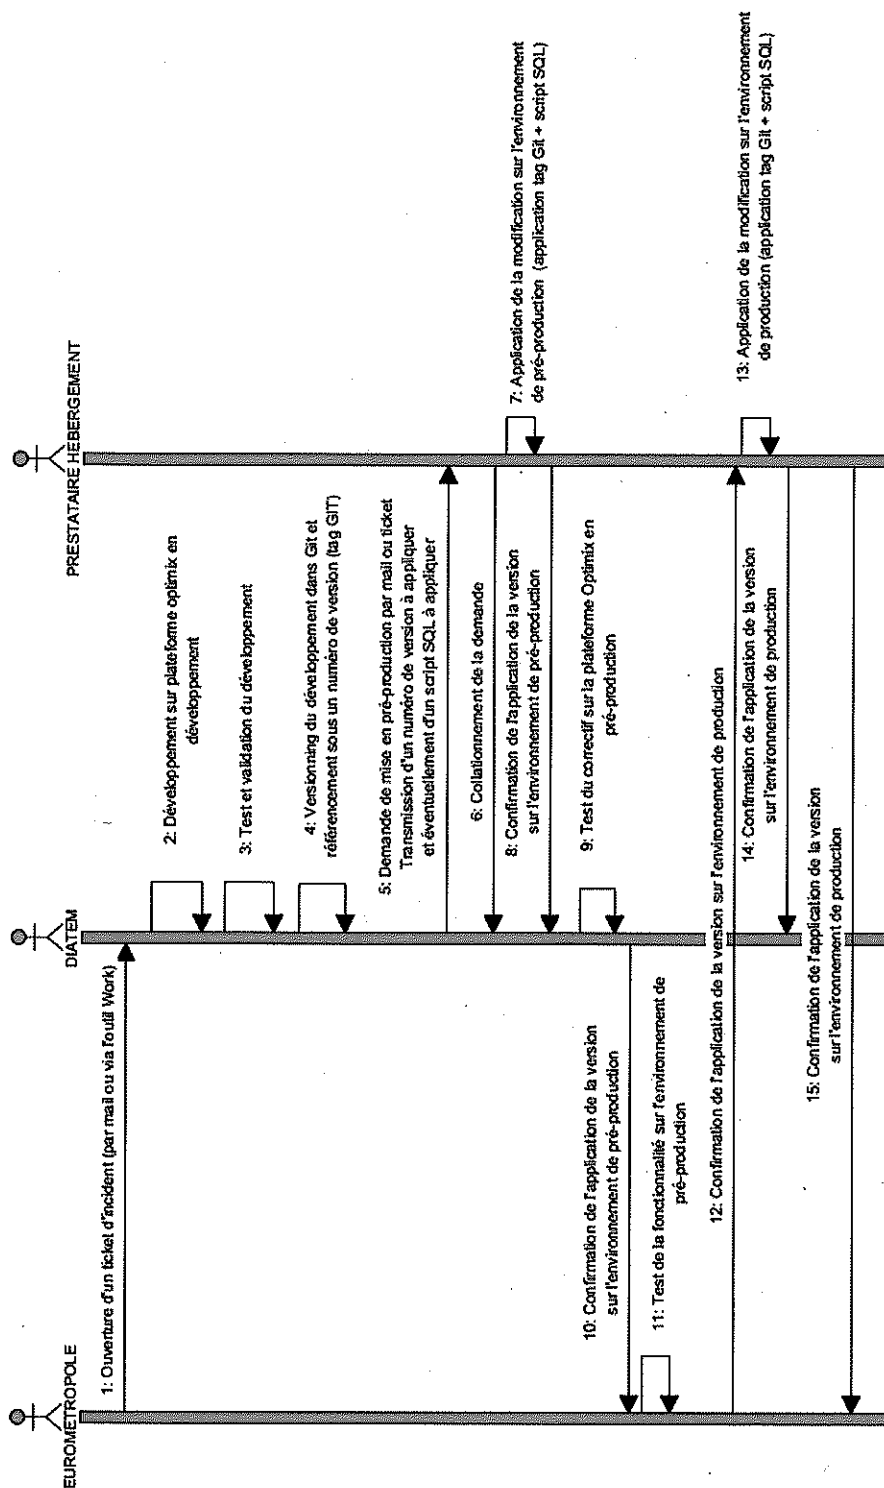 EUROMETROPOLE
DIATEM
PRESTATAIRE HEBERGEMENT
1: Ouverture d'un ticket d'incident (par mail ou via l'outil Work)
2: Développement sur plateforme optimix en
développement
3: Test et validation du développement
4: Versionning du développement dans Git et
référencement sous un numéro de version (tag GIT)
5: Demande de mise en pré-production par mail ou ticket
Transmission d'un numéro de version à appliquer
et éventuellement d'un script SQL à appliquer
6: Collationnement de la demande
7: Application de la modification sur l'environnement
de pré-production (application tag Git + script SQL)
8: Confirmation de l'application de la version
sur l'environnement de pré-production
9: Test du correctif sur la plateforme Optimix en
pré-production
10: Confirmation de l'application de la version
sur l'environnement de pré-production
11: Test de la fonctionnalité sur l'environnement de
pré-production
12: Confirmation de l'application de la version sur l'environnement de production
13: Application de la modification sur l'environnement
de production (application tag Git + script SQL)
14: Confirmation de l'application de la version
sur l'environnement de production
15: Confirmation de l'application de la version
sur l'environnement de production